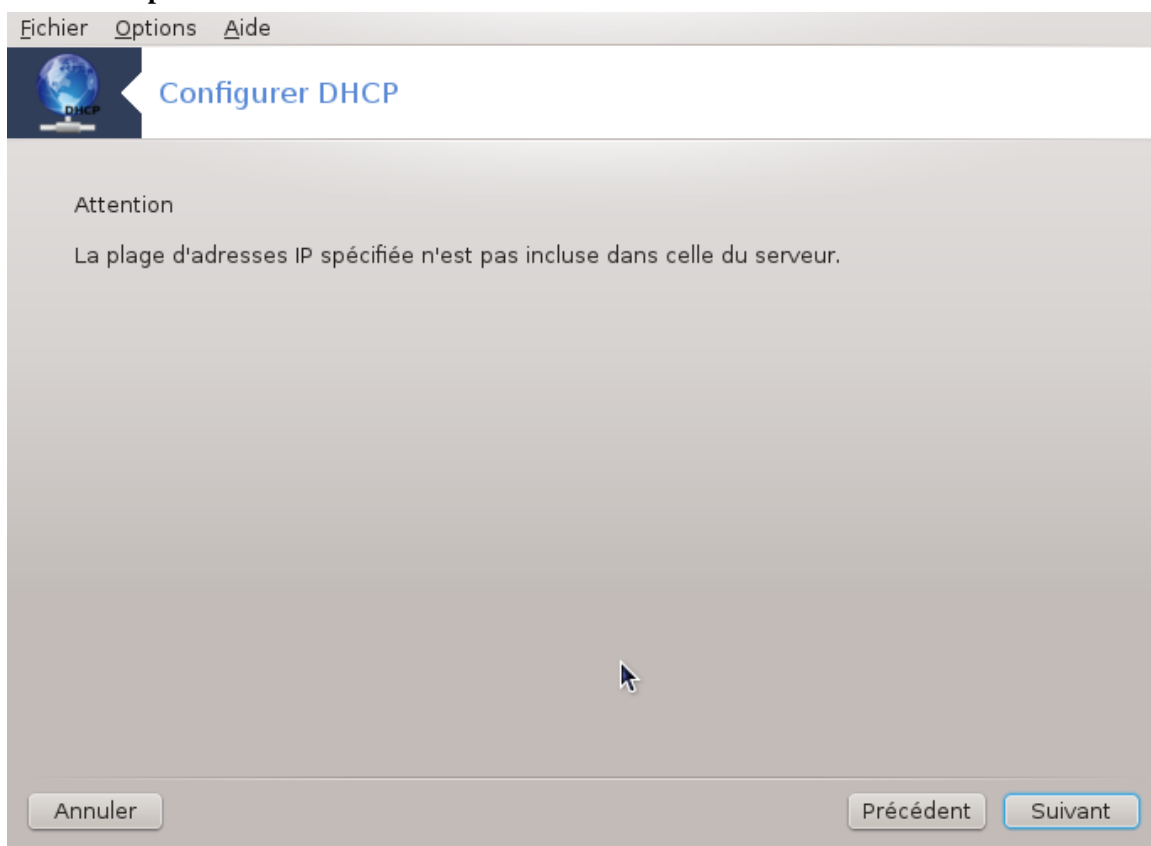 Fichier Options Aide
DHCP
Configurer DHCP
Attention
La plage d'adresses IP spécifiée n'est pas incluse dans celle du serveur.
Annuler Précédent Suivant